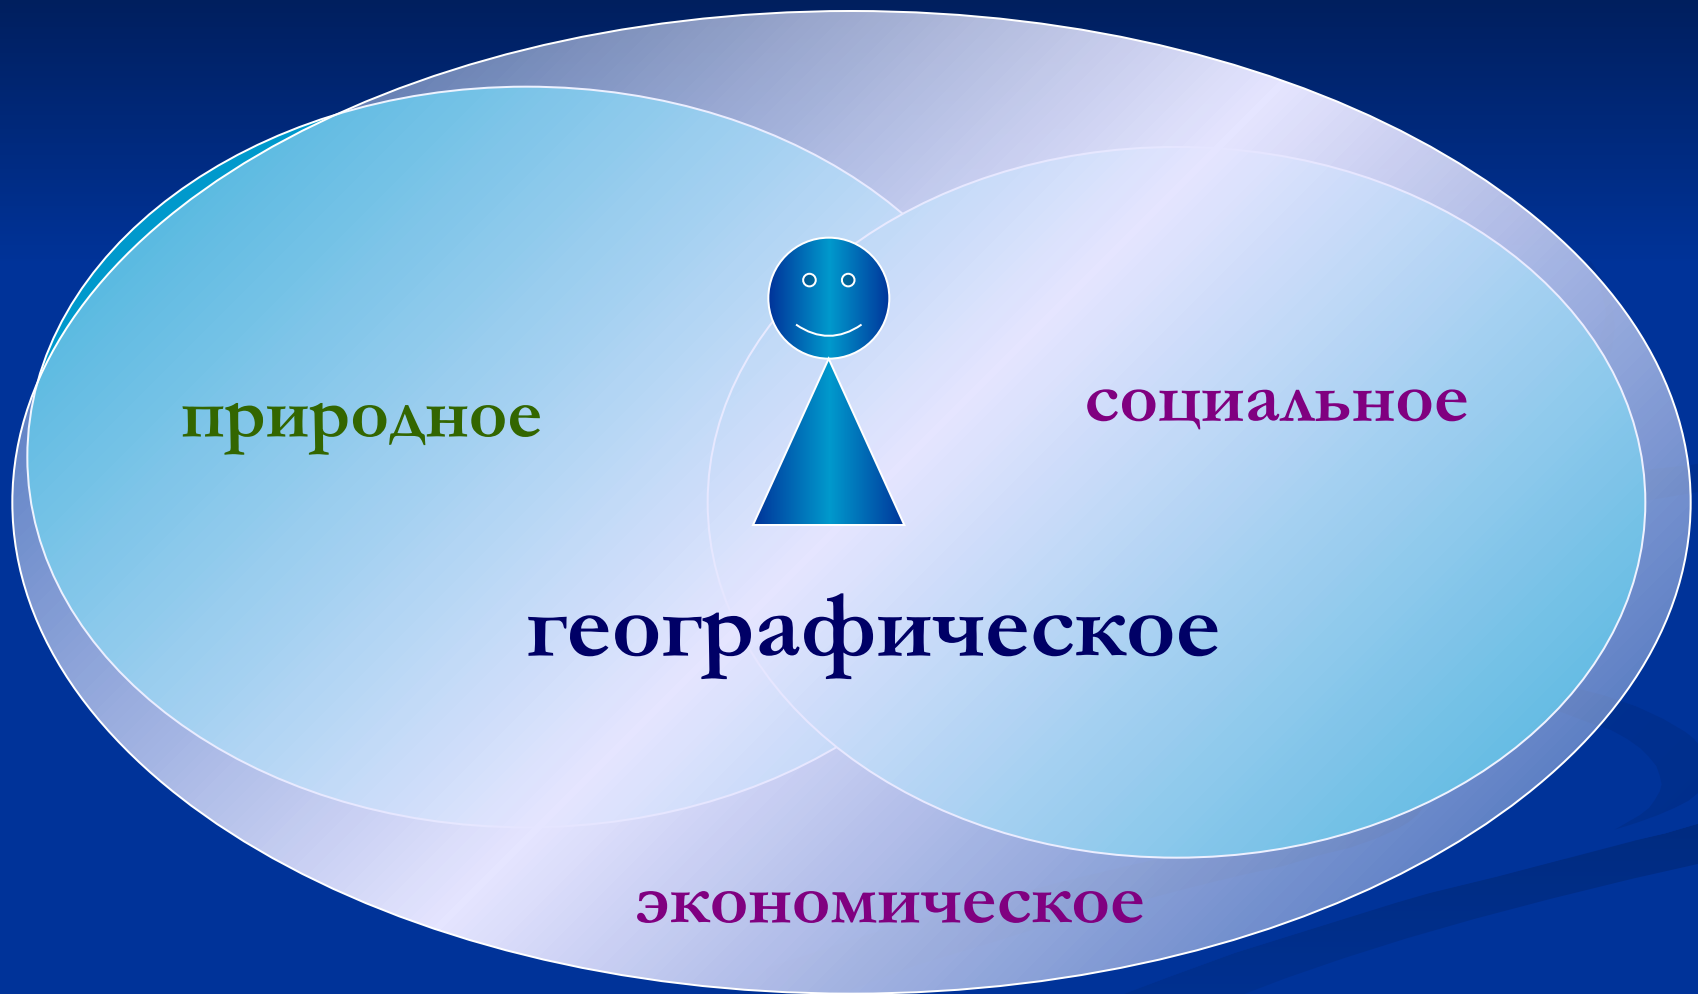 природное
социальное
географическое
экономическое